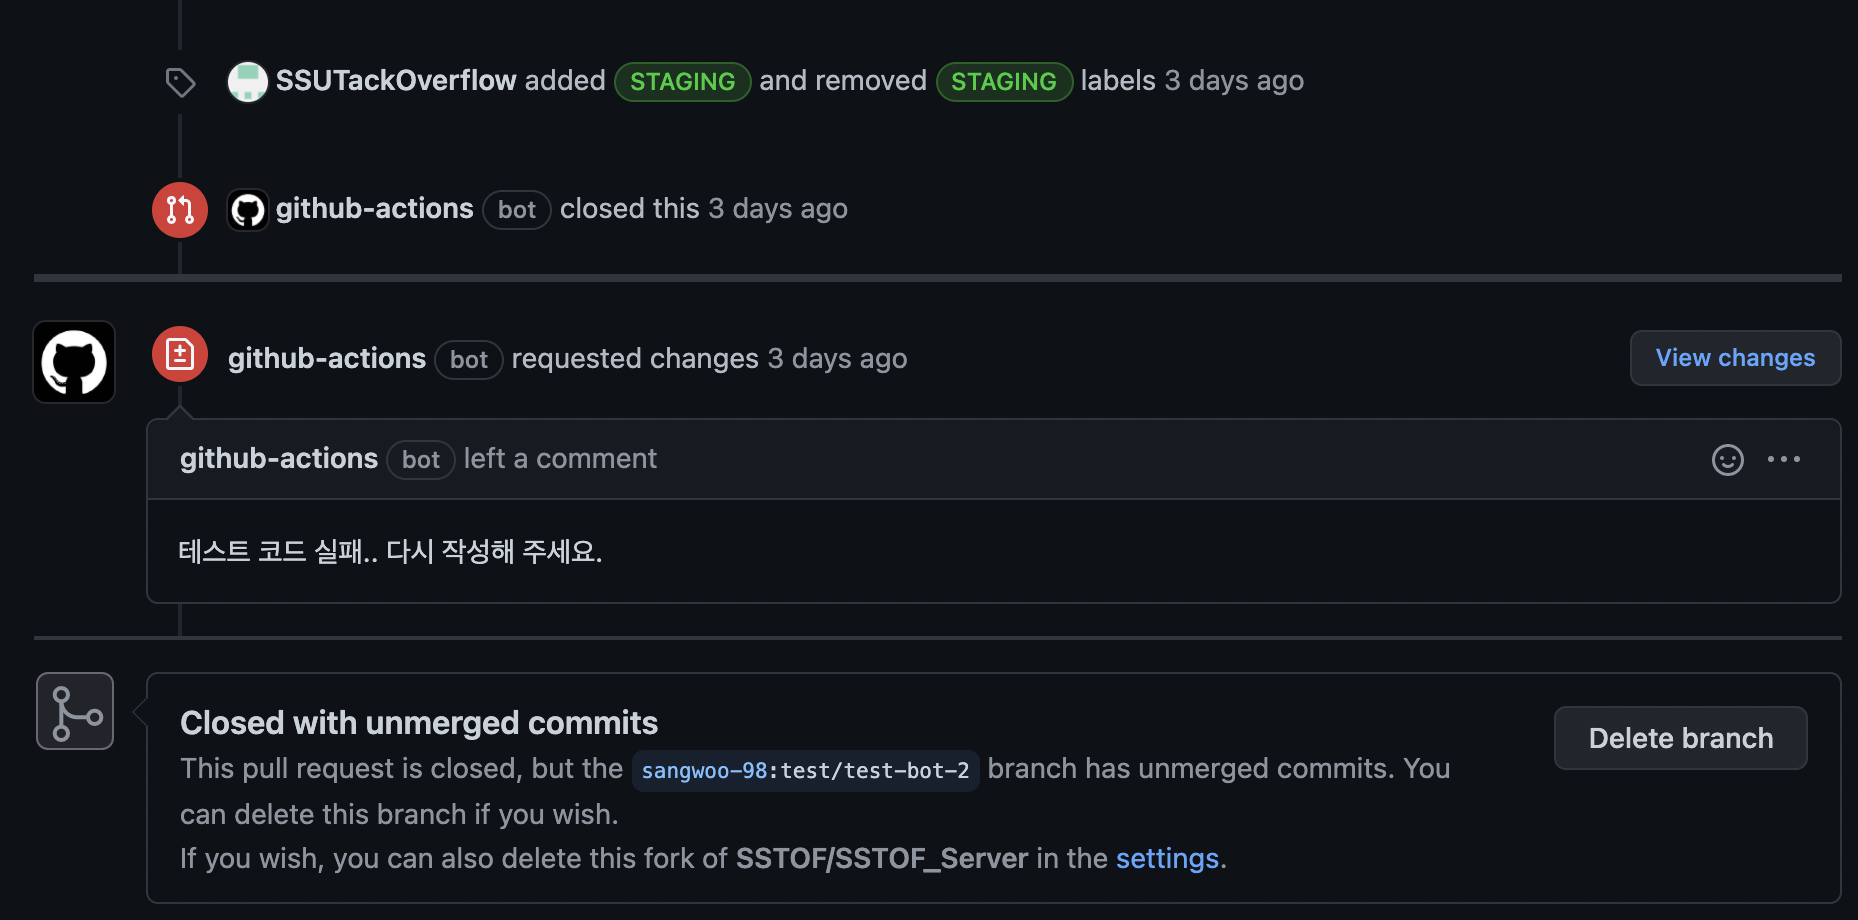 SSUTackOverflow added STAGING and removed STAGING labels 3 days ago
github-actions bot closed this 3 days ago
github-actions bot requested changes 3 days ago
View changes
github-actions bot left a comment
테스트 코드 실패.. 다시 작성해 주세요.
Closed with unmerged commits
Delete branch
This pull request is closed, but the sangwoo-98:test/test-bot-2 branch has unmerged commits. You
can delete this branch if you wish.
If you wish, you can also delete this fork of SSTOF/SSTOF_Server in the settings.